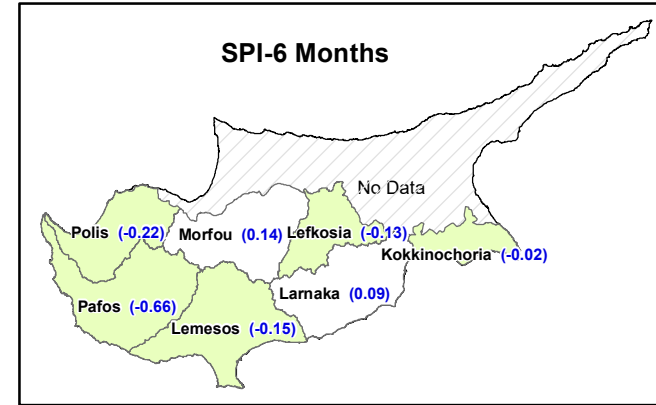 SPI-6 Months
No Data
Polis (-0.22)
Morfou (0.14)
Lefkosia (-0.13)
Kokkinochoria (-0.02)
Pafos (-0.66)
Larnaka (0.09)
Lemesos (-0.15)